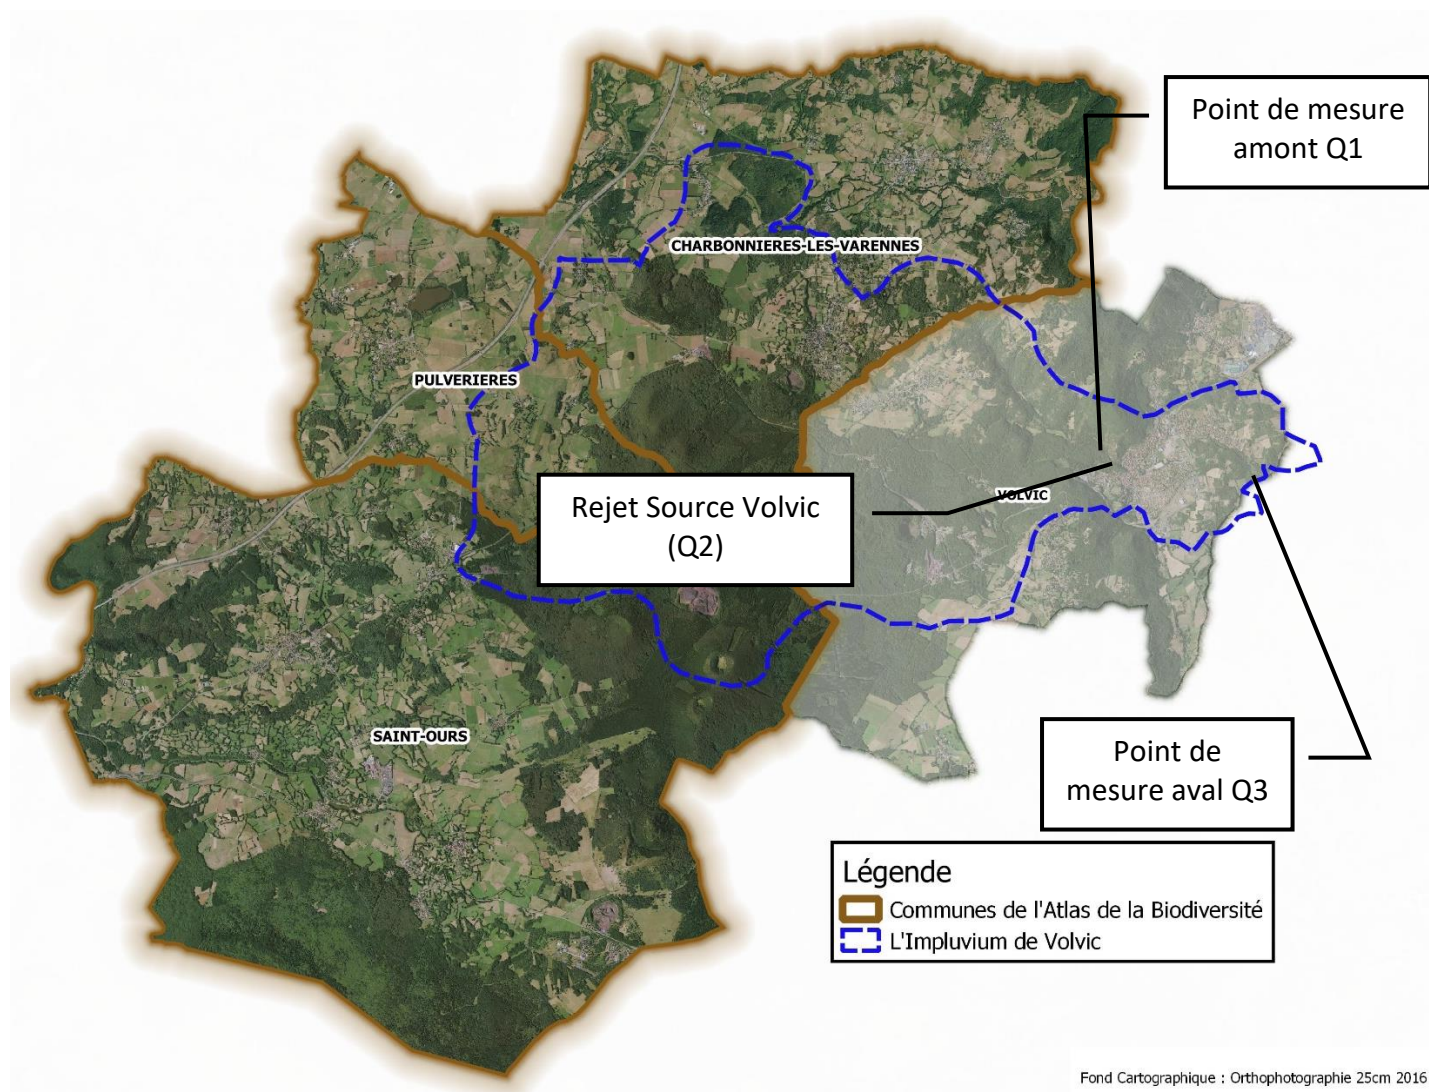 Point de mesure
amont Q1
CHARBONNIERES-LES-VARENNES
PULVERIERES
Rejet Source Volvic
(Q2)
VOLVIC
SAINT-OURS
Point de
mesure aval Q3
Légende
Communes de l'Atlas de la Biodiversité
L'Impluvium de Volvic
Fond Cartographique : Orthophotographie 25cm 2016